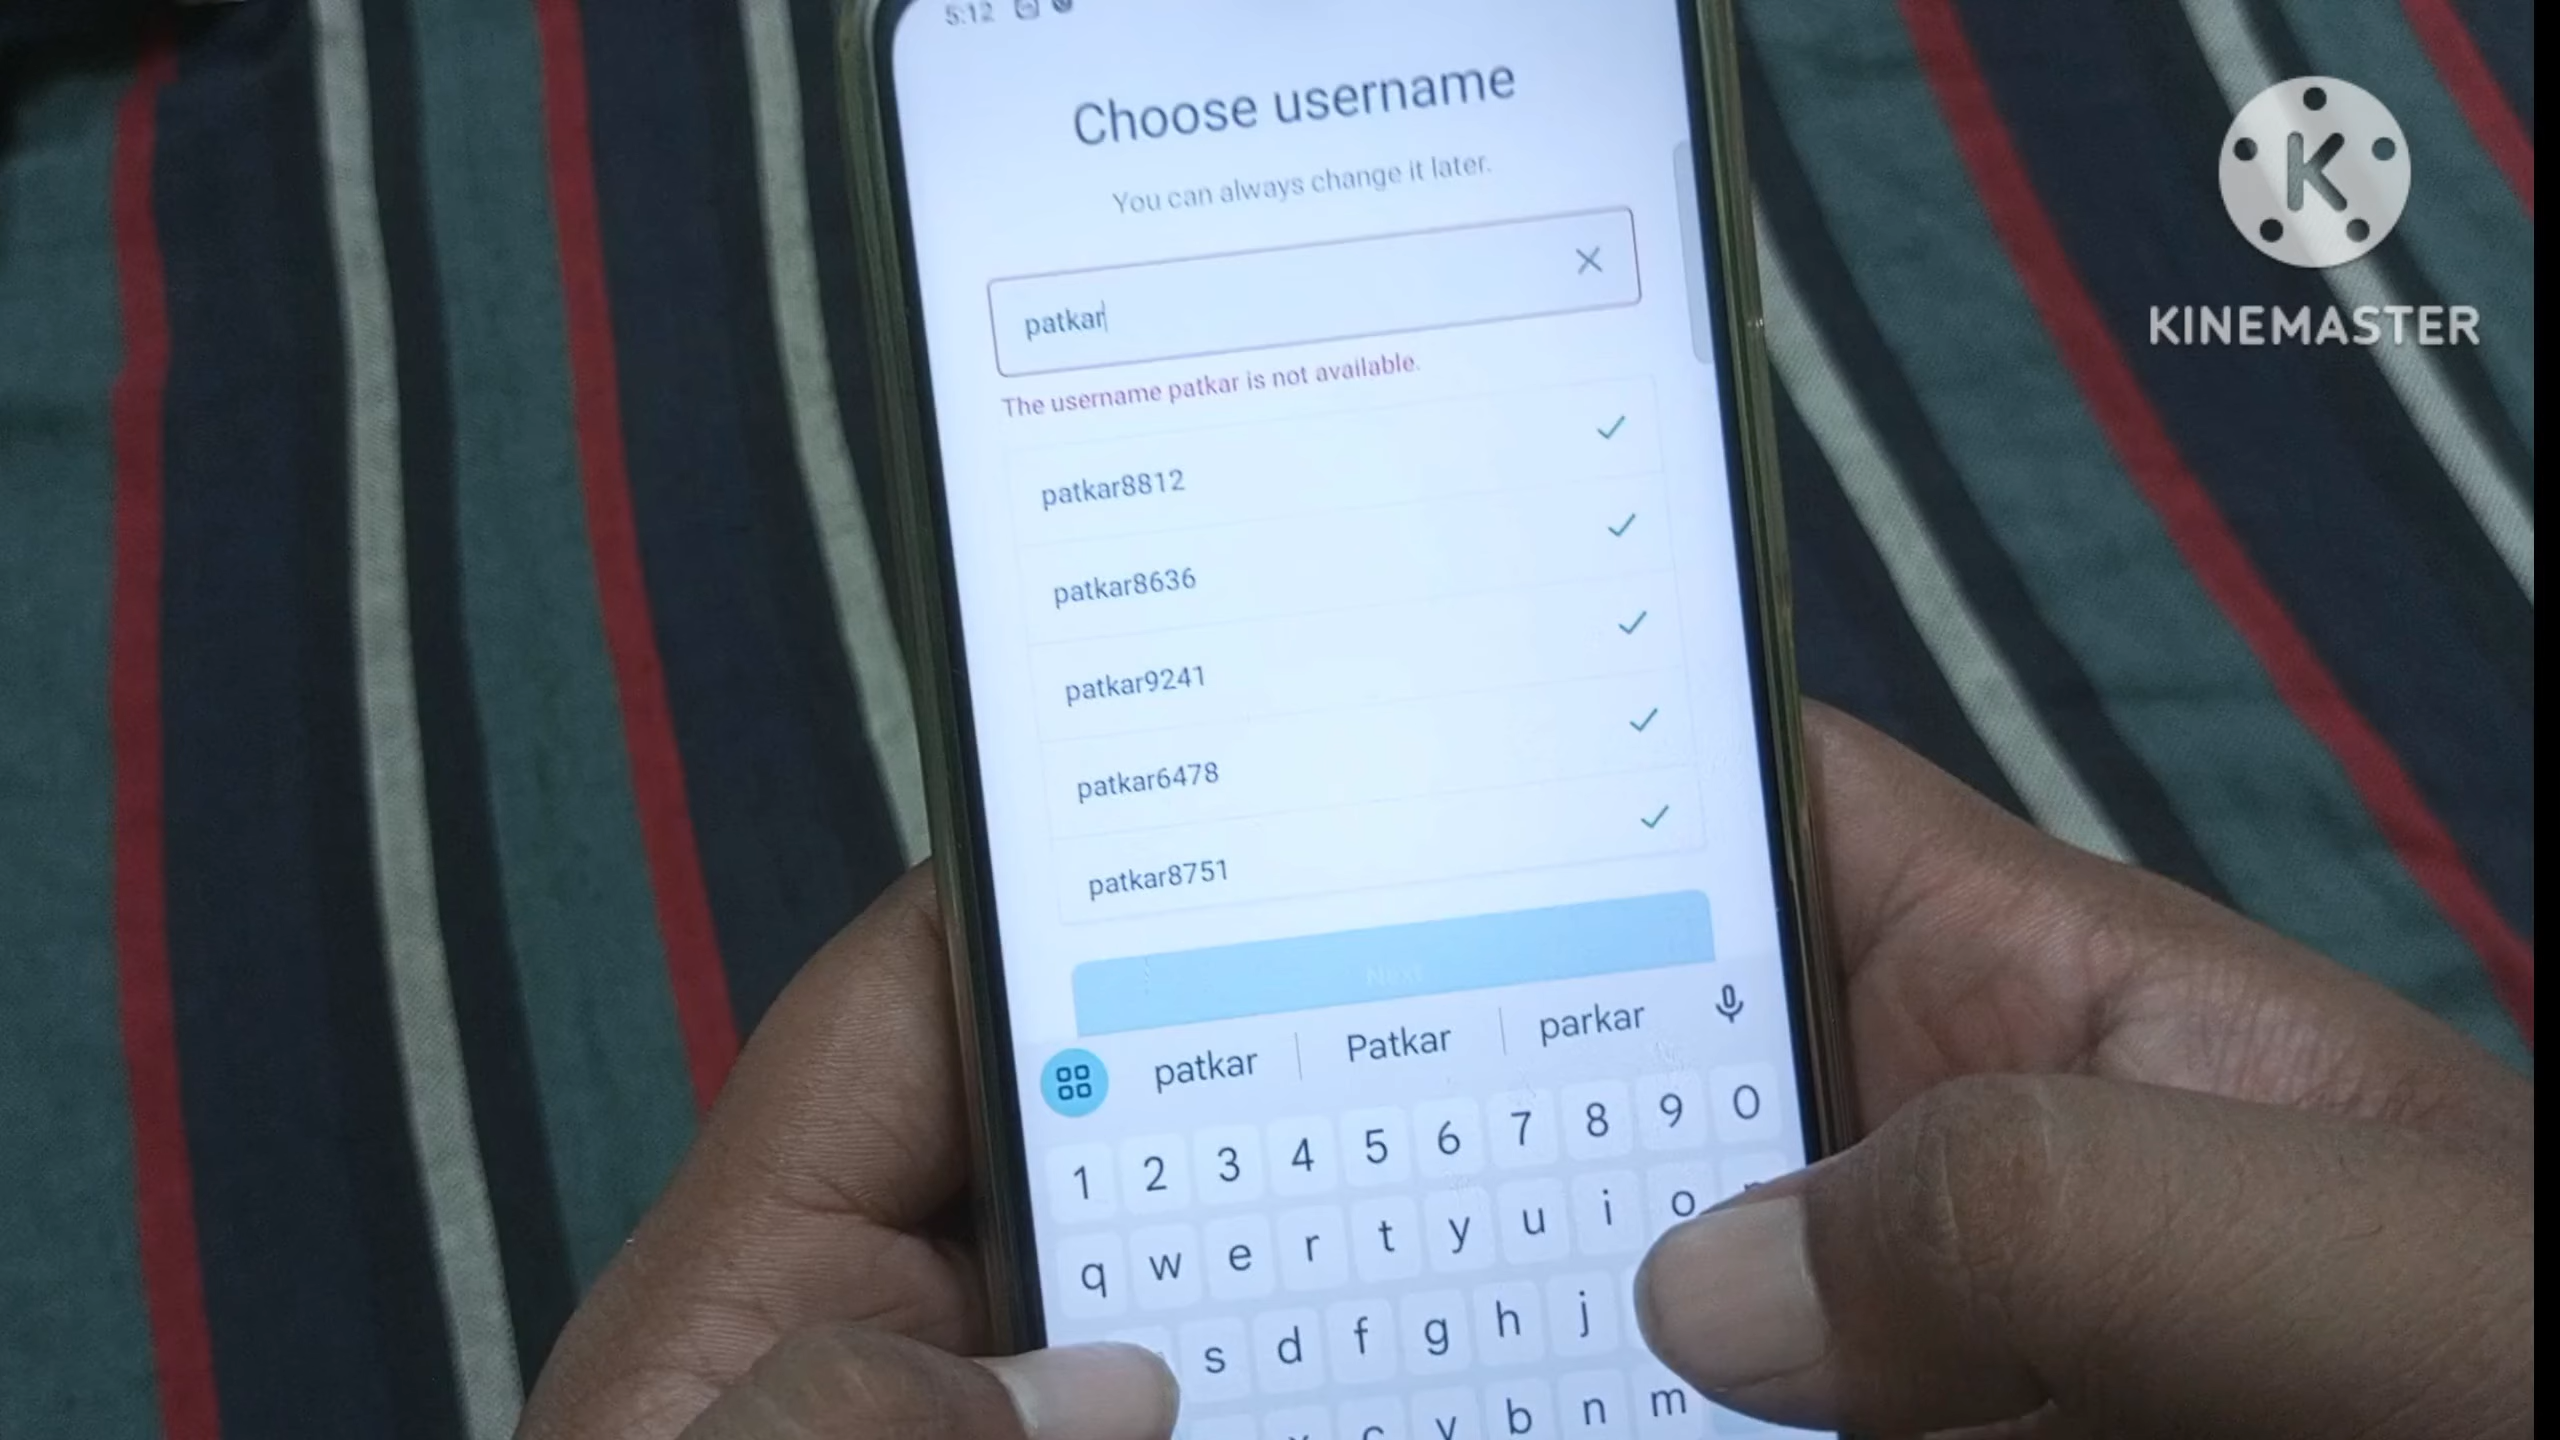 5:12
Choose username
You can always change it later.
patkar
The username patkar is not available.
patkar8812
patkar8636
patkar9241
patkar6478
patkar8751
Next
patkar Patkar parkar
1 2 3 4 5 6 7 8 9 0
q w e r t y u i o
s d f g h j
c v b n m
K
KINEMASTER